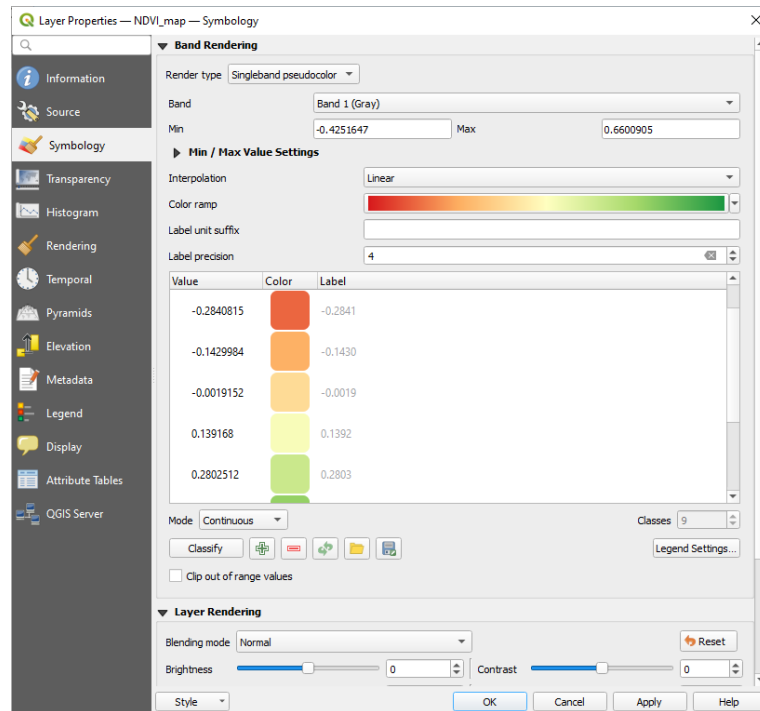 Layer Properties — NDVI_map — Symbology
Information
Source
Symbology
Transparency
Histogram
Rendering
Temporal
Pyramids
Elevation
Metadata
Legend
Display
Attribute Tables
QGIS Server
Band Rendering
Render type Singleband pseudocolor
Band Band 1 (Gray)
Min -0.4251647 Max 0.6600905
Min / Max Value Settings
Interpolation Linear
Color ramp
Label unit suffix
Label precision 4
Value Color Label
-0.2840815 -0.2841
-0.1429984 -0.1430
-0.0019152 -0.0019
0.139168 0.1392
0.2802512 0.2803
Mode Continuous Classes 9
Classify Legend Settings...
Clip out of range values
Layer Rendering
Blending mode Normal Reset
Brightness 0 Contrast 0
Style OK Cancel Apply Help